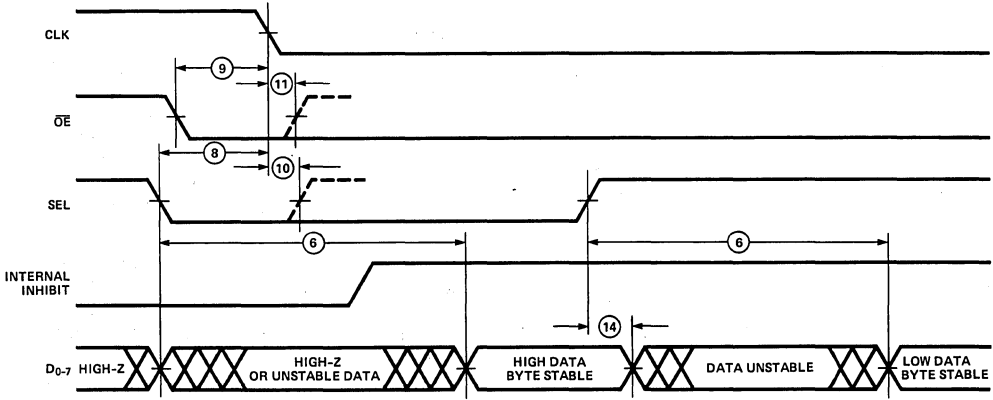 CLK
9
11
OE
8
10
SEL
6
6
INTERNAL
INHIBIT
14
D0-7
HIGH-Z
HIGH-Z
OR UNSTABLE DATA
HIGH DATA
BYTE STABLE
DATA UNSTABLE
LOW DATA
BYTE STABLE